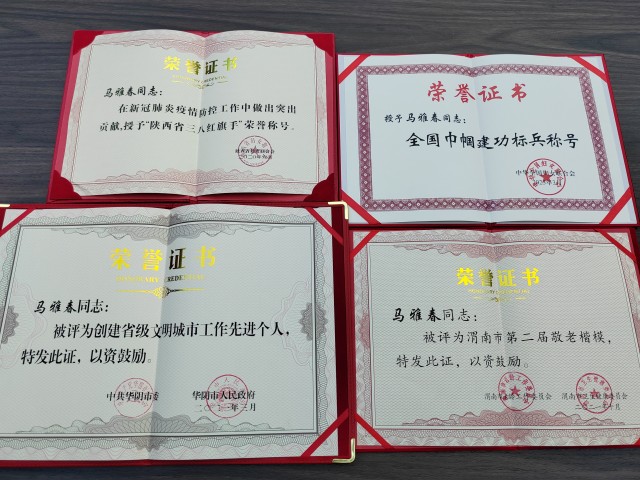 荣誉证书
马雅春同志:
在新冠肺炎疫情防控工作中做出突出
贡献,授予“陕西省三八红旗手”荣誉称号。
荣誉证书
授予 马雅春同志:
全国巾帼建功标兵称号
荣誉证书
马雅春同志:
被评为创建省级文明城市工作先进个人,
特发此证,以资鼓励。
中共华阴市委 华阴市人民政府
二〇二一年三月
荣誉证书
马雅春同志:
被评为渭南市第二届敬老楷模,
特发此证,以资鼓励。